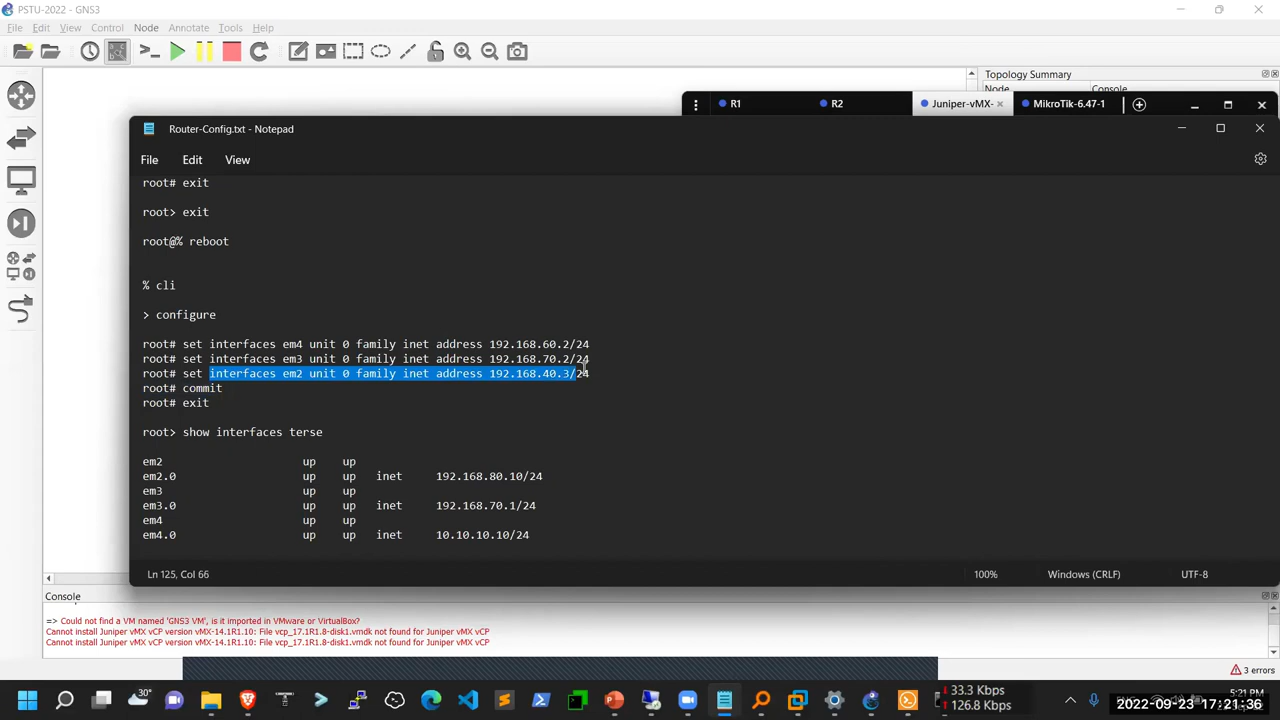 PSTU-2022 - GNS3
File Edit View Control Node Annotate Tools Help
Topology Summary
Node Console
R1 R2 Juniper-vMX- MikroTik-6.47-1
Router-Config.txt - Notepad
File Edit View
root# exit
root> exit
root@% reboot
% cli
> configure
root# set interfaces em4 unit 0 family inet address 192.168.60.2/24
root# set interfaces em3 unit 0 family inet address 192.168.70.2/24
root# set interfaces em2 unit 0 family inet address 192.168.40.3/24
root# commit
root# exit
root> show interfaces terse
em2 up up
em2.0 up up inet 192.168.80.10/24
em3 up up
em3.0 up up inet 192.168.70.1/24
em4 up up
em4.0 up up inet 10.10.10.10/24
Ln 125, Col 66 100% Windows (CRLF) UTF-8
Console
=> Could not find a VM named 'GNS3 VM', is it imported in VMware or VirtualBox?
Cannot install Juniper vMX vCP version vMX-14.1R1.10: File vcp_17.1R1.8-disk1.vmdk not found for Juniper vMX vCP
Cannot install Juniper vMX vCP version vMX-14.1R1.10: File vcp_17.1R1.8-disk1.vmdk not found for Juniper vMX vCP
3 errors
30°
33.3 Kbps
126.8 Kbps
5:21 PM
2022-09-23 17:21:36